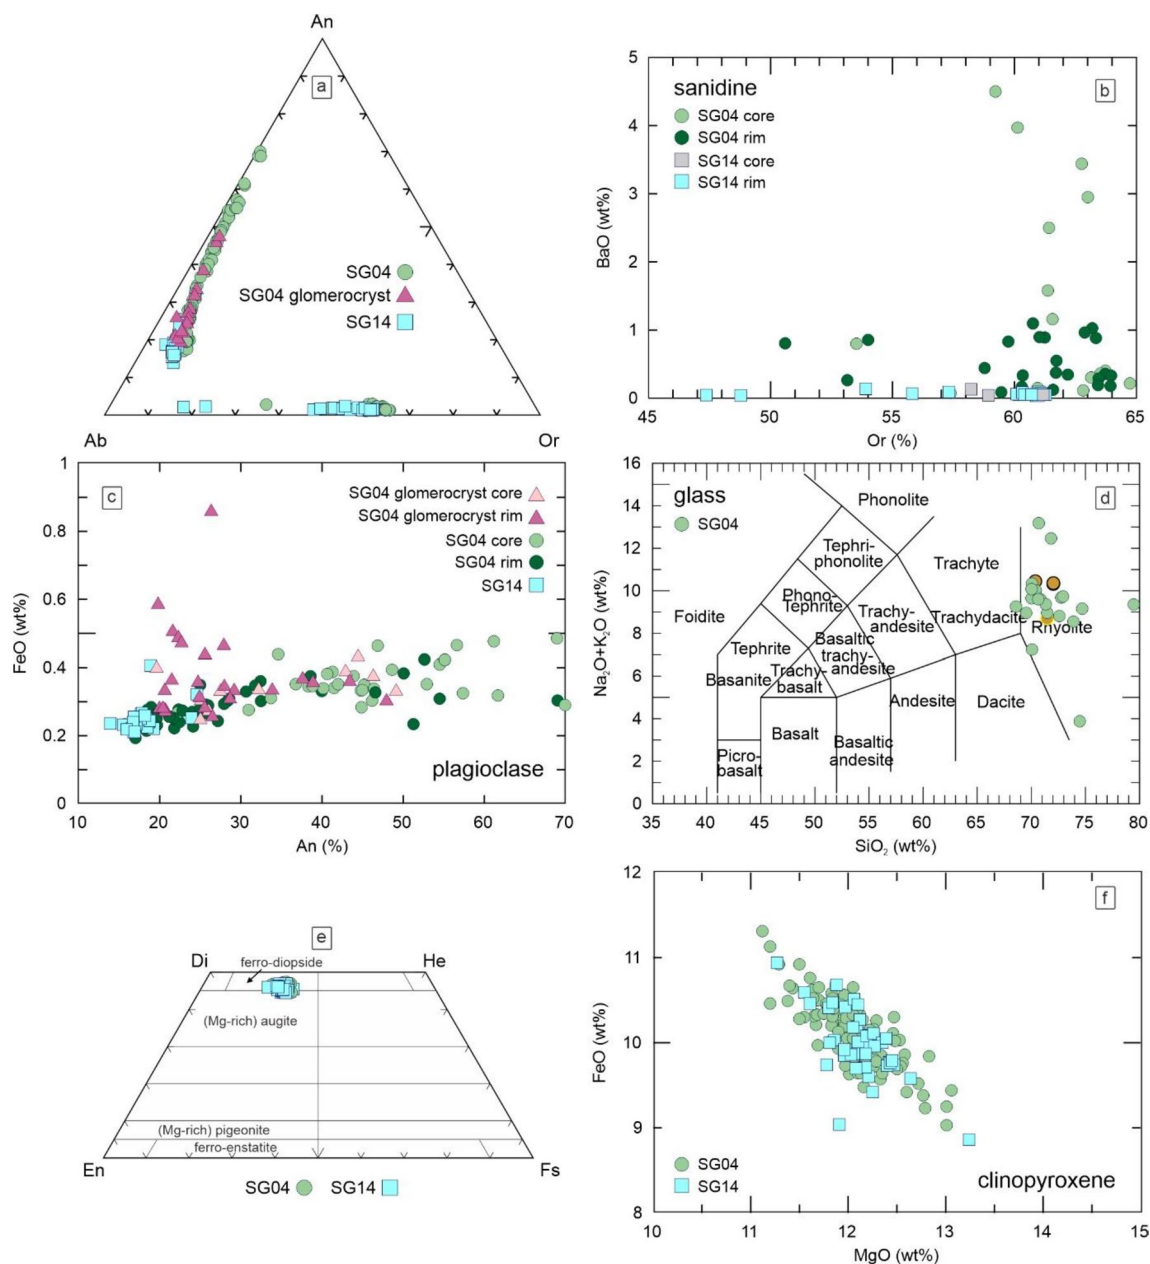 An
a
SG04
SG04 glomerocryst
SG14
Ab
Or
sanidine
b
SG04 core
SG04 rim
SG14 core
SG14 rim
5
4
3
2
1
0
BaO (wt%)
45
50
55
60
65
Or (%)
c
SG04 glomerocryst core
SG04 glomerocryst rim
SG04 core
SG04 rim
SG14
1
0.8
0.6
0.4
0.2
0
FeO (wt%)
plagioclase
10
20
30
40
50
60
70
An (%)
glass
d
SG04
16
14
12
10
8
6
4
2
0
Na2O+K2O (wt%)
Phonolite
Tephri-
phonolite
Trachyte
Phono-
Tephrite
Foidite
Trachy-
andesite
Trachydacite
Rhyolite
Tephrite
Basaltic
trachy-
andesite
Basanite
Trachy-
basalt
Andesite
Dacite
Basalt
Basaltic
andesite
Picro-
basalt
35
40
45
50
55
60
65
70
75
80
SiO2 (wt%)
e
Di
He
ferro-diopside
(Mg-rich) augite
(Mg-rich) pigeonite
ferro-enstatite
En
Fs
SG04
SG14
f
12
11
10
9
8
FeO (wt%)
SG04
SG14
clinopyroxene
10
11
12
13
14
15
MgO (wt%)